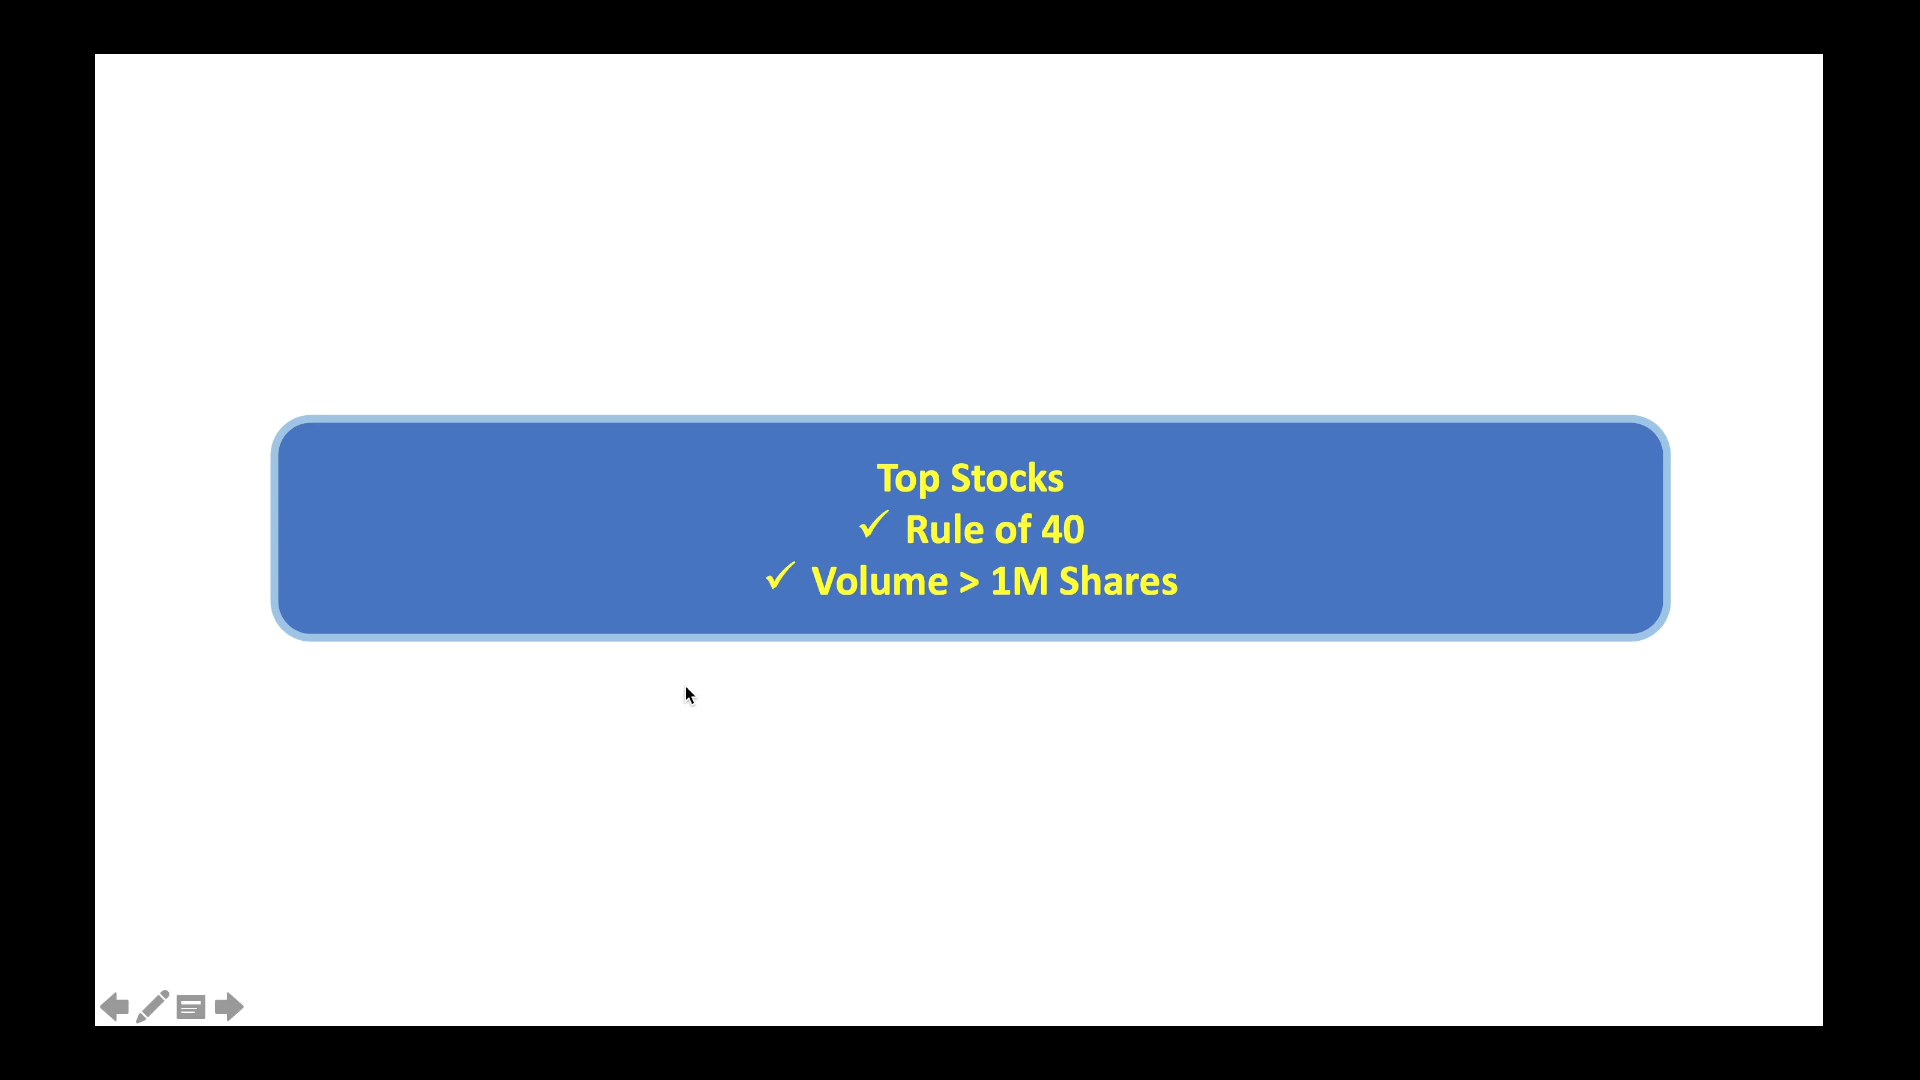 Top Stocks
✓ Rule of 40
✓ Volume > 1M Shares